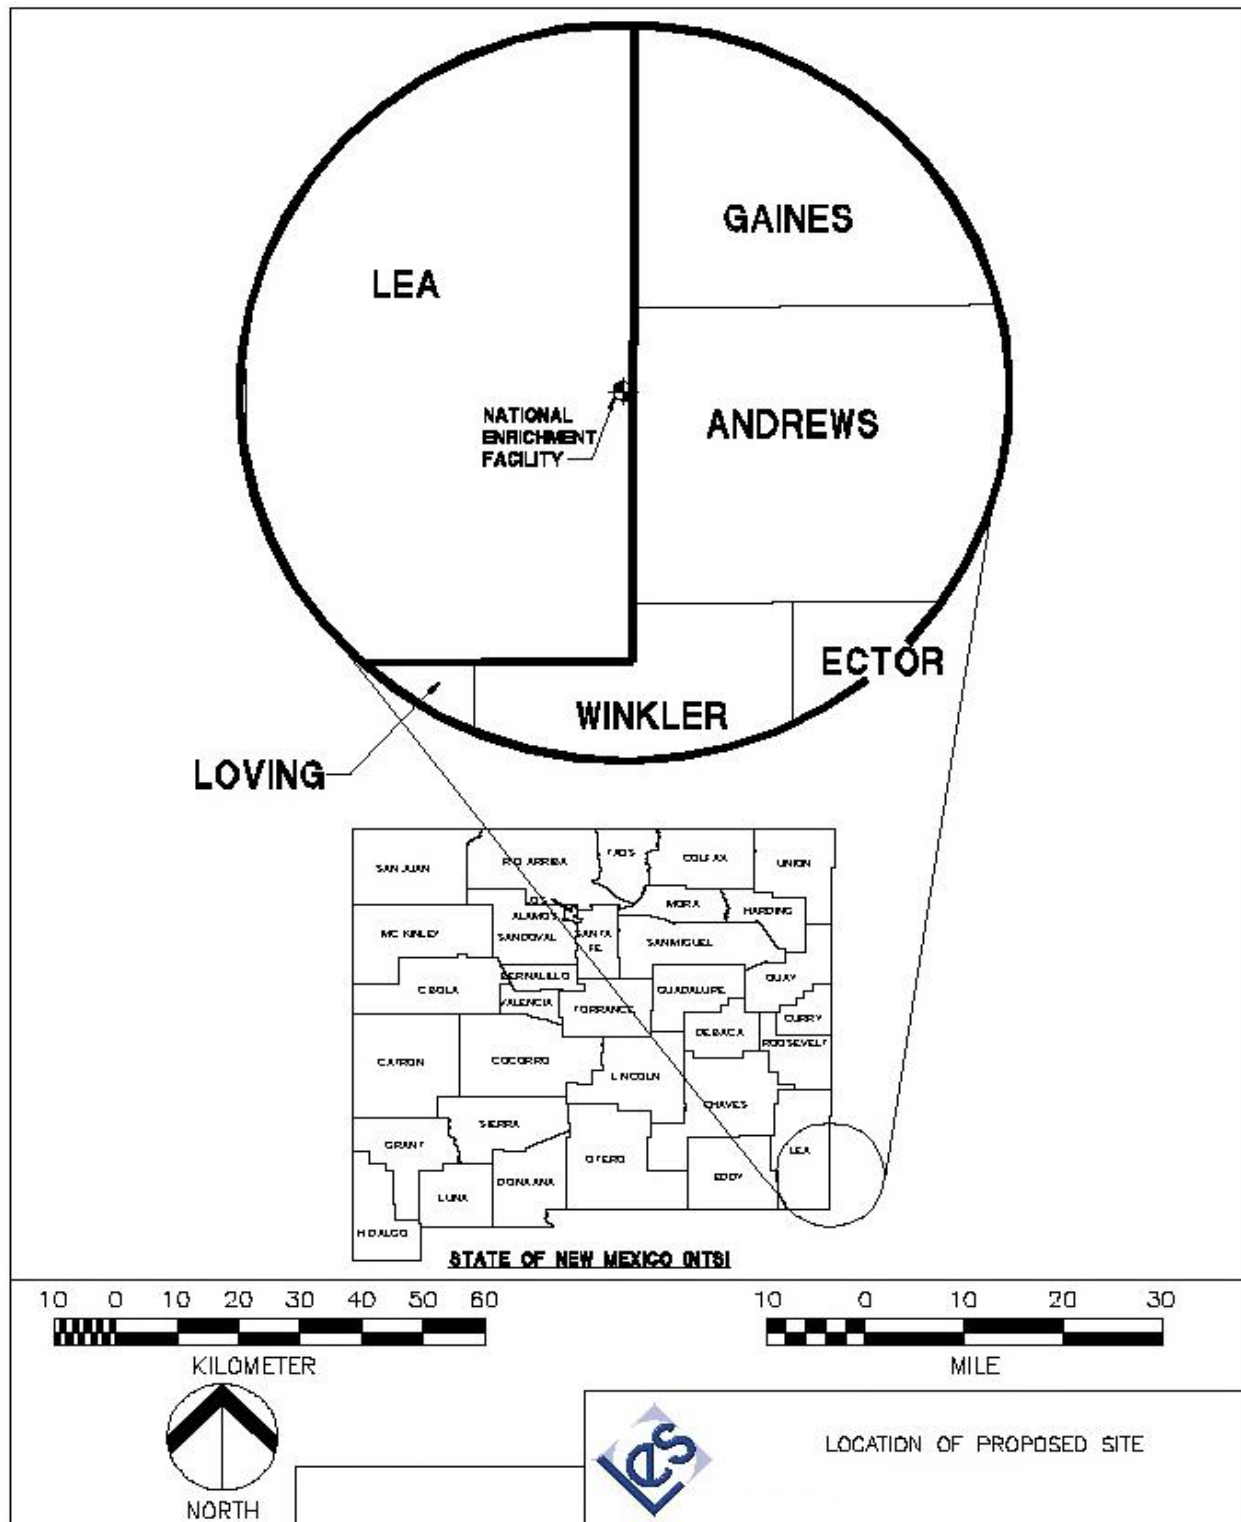 GAINES
LEA
NATIONAL
ENRICHMENT
FACILITY
ANDREWS
ECTOR
WINKLER
LOVING
SAN JUAN
RIO ARRIBA
TAOS
COLFAX
UNION
LOS
ALAMOS
MORA
HARDING
MC KINLEY
SANDOVAL
SANTA
FE
SAN MIGUEL
BERNALILLO
QUAY
CIBOLA
GUADALUPE
VALENCIA
TORRANCE
CURRY
DEBACA
ROOSEVELT
CATRON
COCORRO
LINCOLN
CHAVES
SIERRA
GRANT
OTERO
LEA
EDDY
DONA ANA
LUNA
HIDALGO
STATE OF NEW MEXICO (NTS)
10 0 10 20 30 40 50 60
KILOMETER
10 0 10 20 30
MILE
NORTH
Les
LOCATION OF PROPOSED SITE